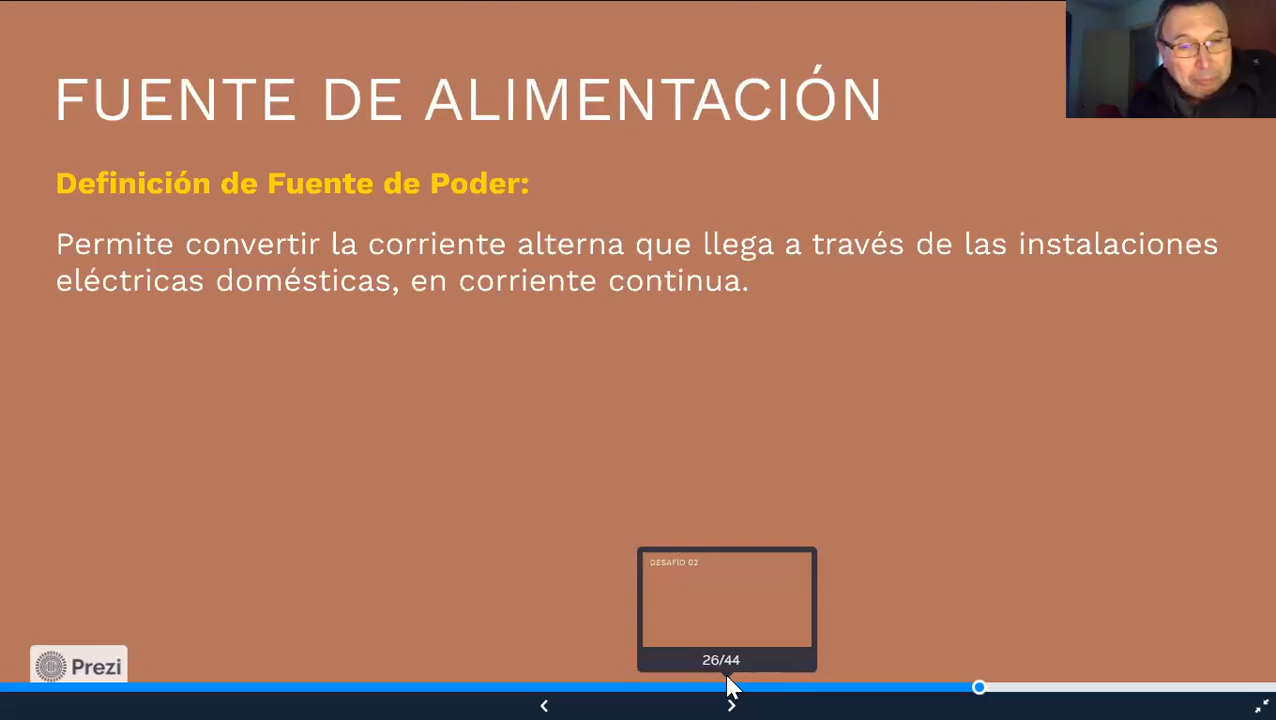 FUENTE DE ALIMENTACIÓN
Definición de Fuente de Poder:
Permite convertir la corriente alterna que llega a través de las instalaciones
eléctricas domésticas, en corriente continua.
DESAFÍO 02
26/44
Prezi